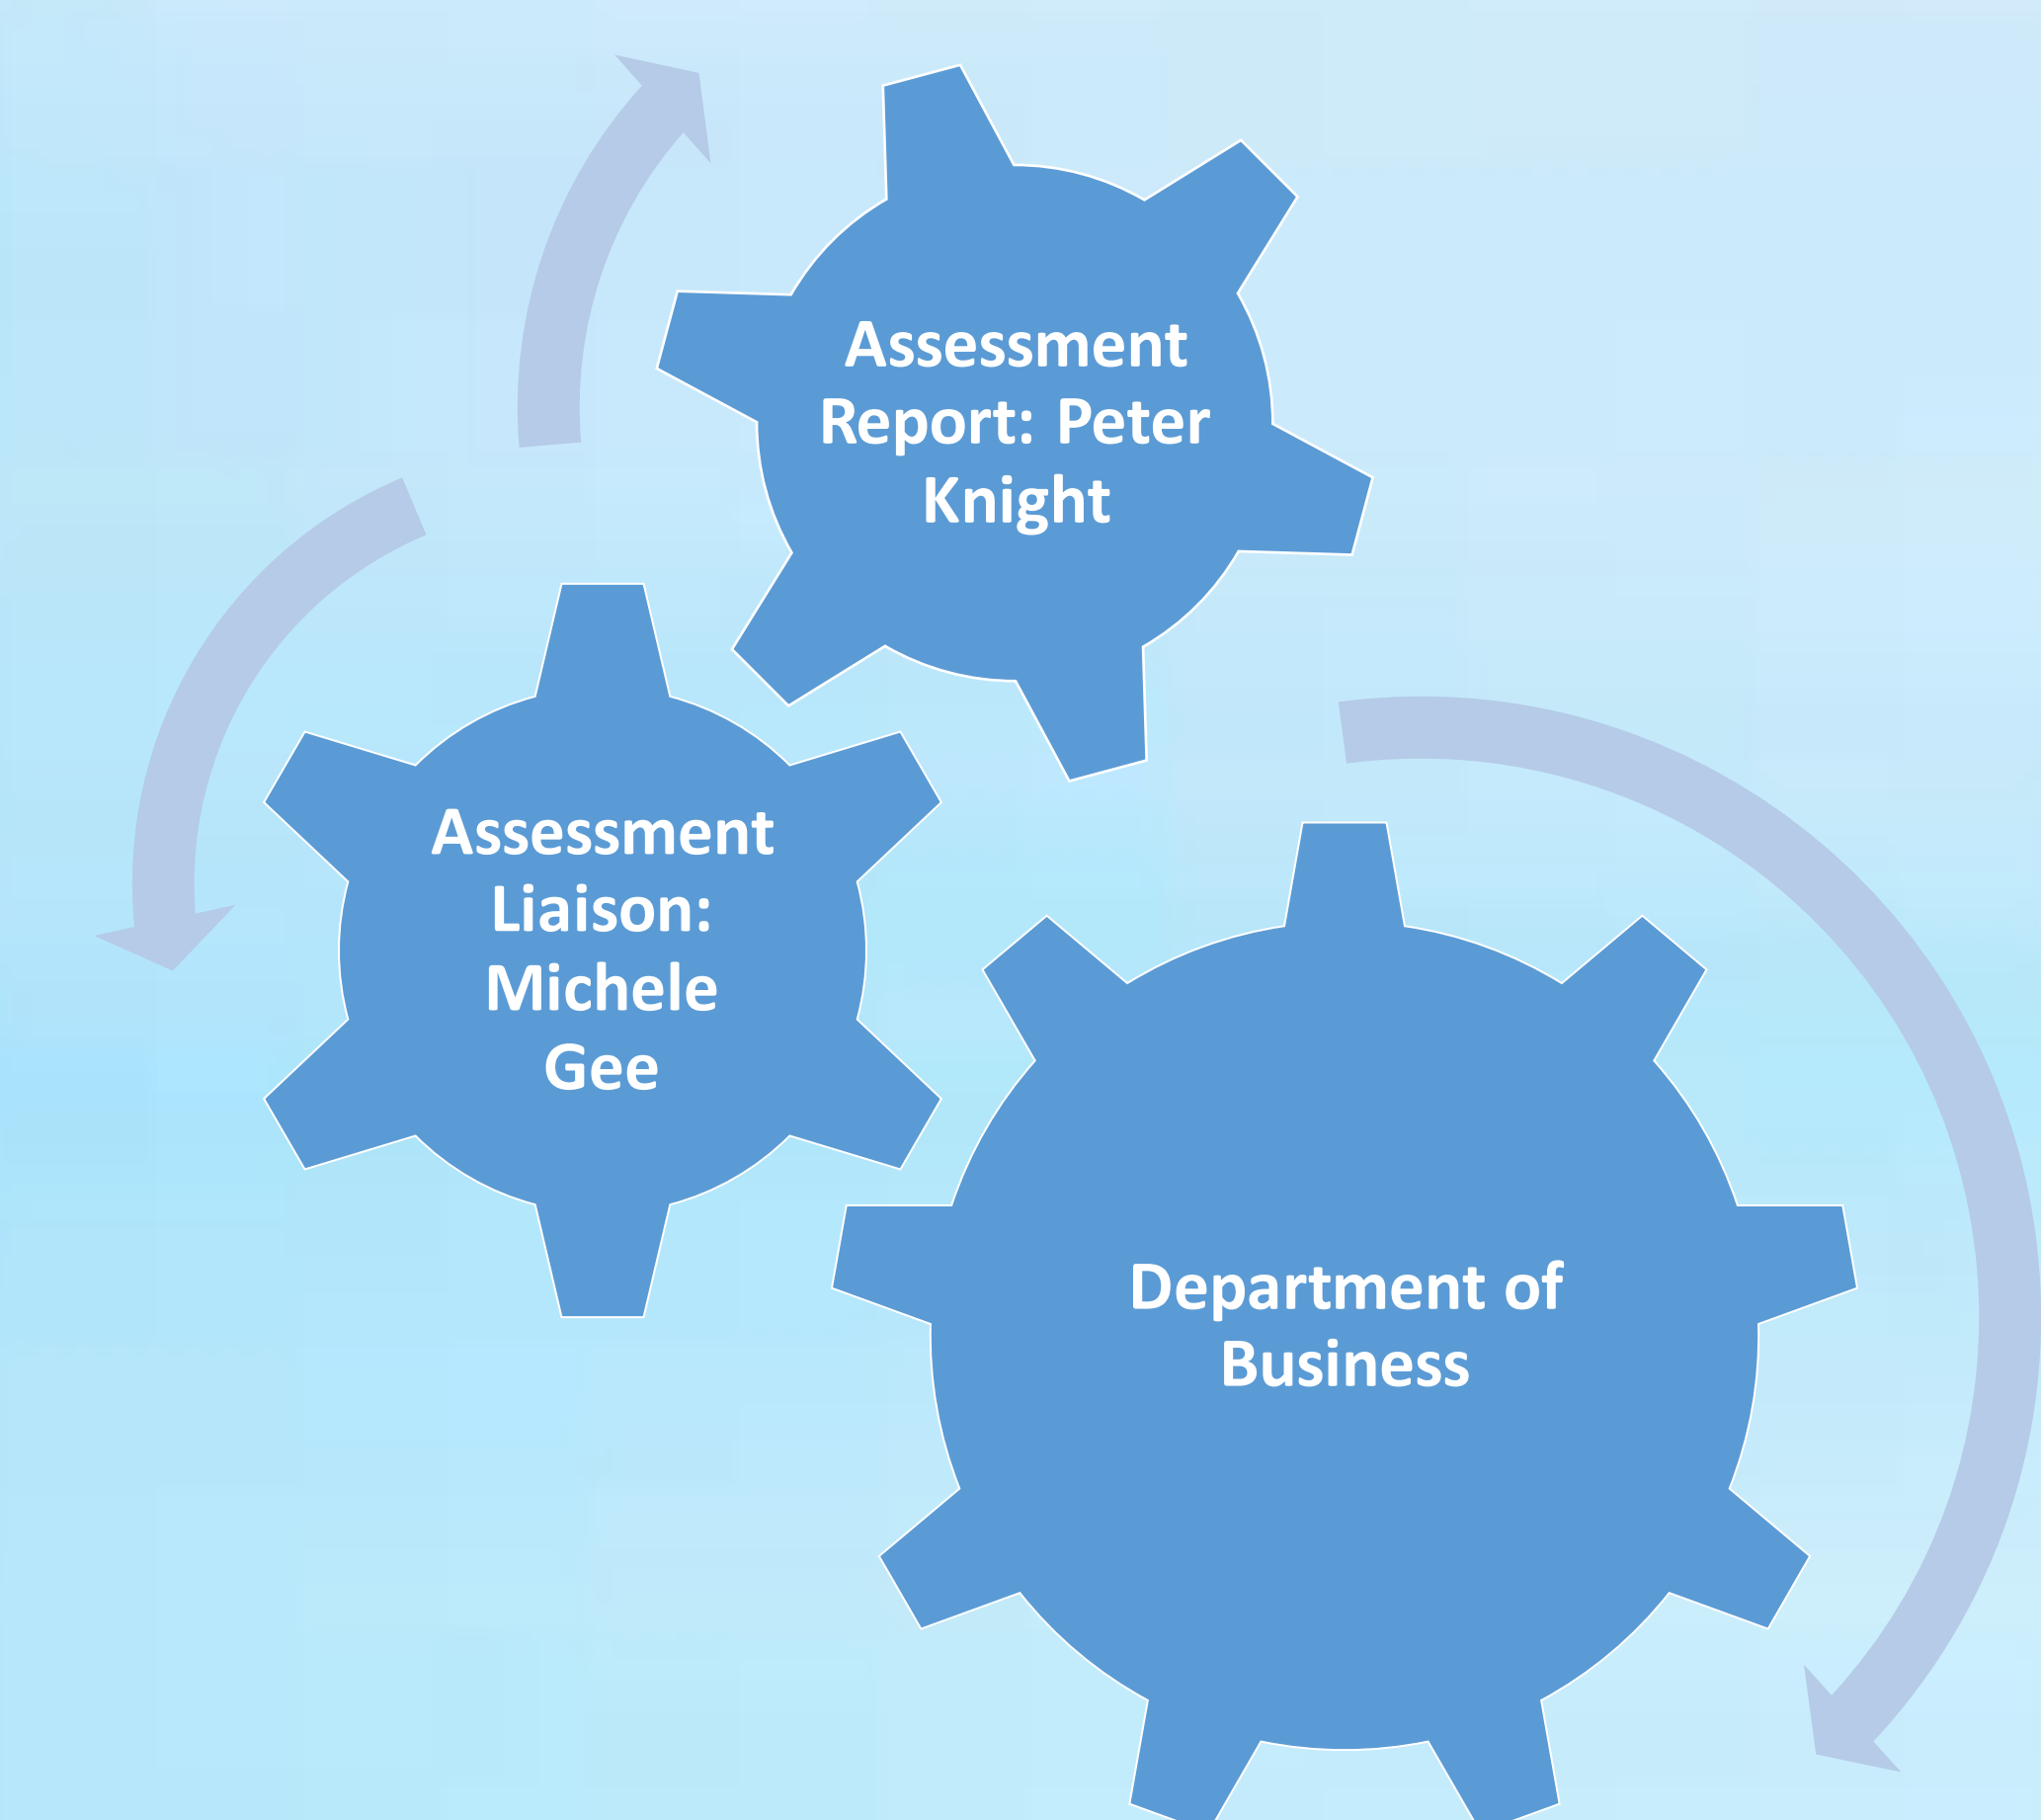 Assessment
Report: Peter
Knight
Assessment
Liaison:
Michele
Gee
Department of
Business